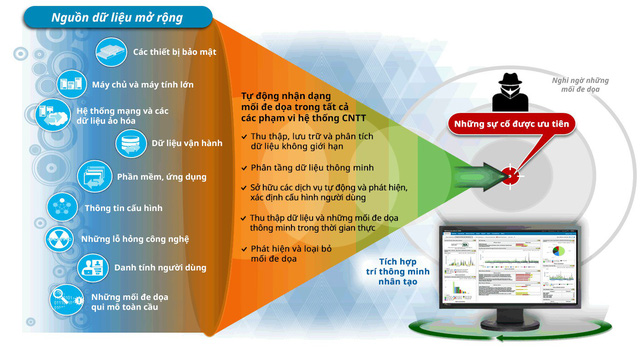 Nguồn dữ liệu mở rộng
Các thiết bị bảo mật
Máy chủ và máy tính lớn
Hệ thống mạng và các
dữ liệu ảo hóa
Dữ liệu vận hành
Phần mềm, ứng dụng
Thông tin cấu hình
Những lỗ hỏng công nghệ
Danh tính người dùng
Những mối đe dọa
qui mô toàn cầu
Tự động nhận dạng
mối đe dọa trong tất cả
các phạm vi hệ thống CNTT
Thu thập, lưu trữ và phân tích
dữ liệu không giới hạn
Phân tầng dữ liệu thông minh
Sở hữu các dịch vụ tự động và phát hiện,
xác định cấu hình người dùng
Thu thập dữ liệu và những mối đe dọa
thông minh trong thời gian thực
Phát hiện và loại bỏ
mối đe dọa
Nghi ngờ những
mối đe dọa
Những sự cố được ưu tiên
Tích hợp
trí thông minh
nhân tạo